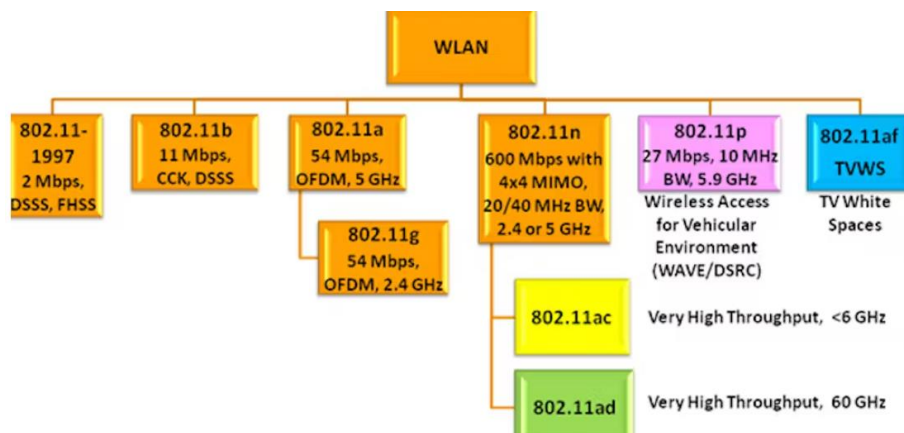 WLAN
802.11-
1997
2 Mbps,
DSSS, FHSS
802.11b
11 Mbps,
CCK, DSSS
802.11a
54 Mbps,
OFDM, 5 GHz
802.11g
54 Mbps,
OFDM, 2.4 GHz
802.11n
600 Mbps with
4x4 MIMO,
20/40 MHz BW,
2.4 or 5 GHz
802.11ac
Very High Throughput, <6 GHz
802.11ad
Very High Throughput, 60 GHz
802.11p
27 Mbps, 10 MHz
BW, 5.9 GHz
Wireless Access
for Vehicular
Environment
(WAVE/DSRC)
802.11af
TVWS
TV White
Spaces